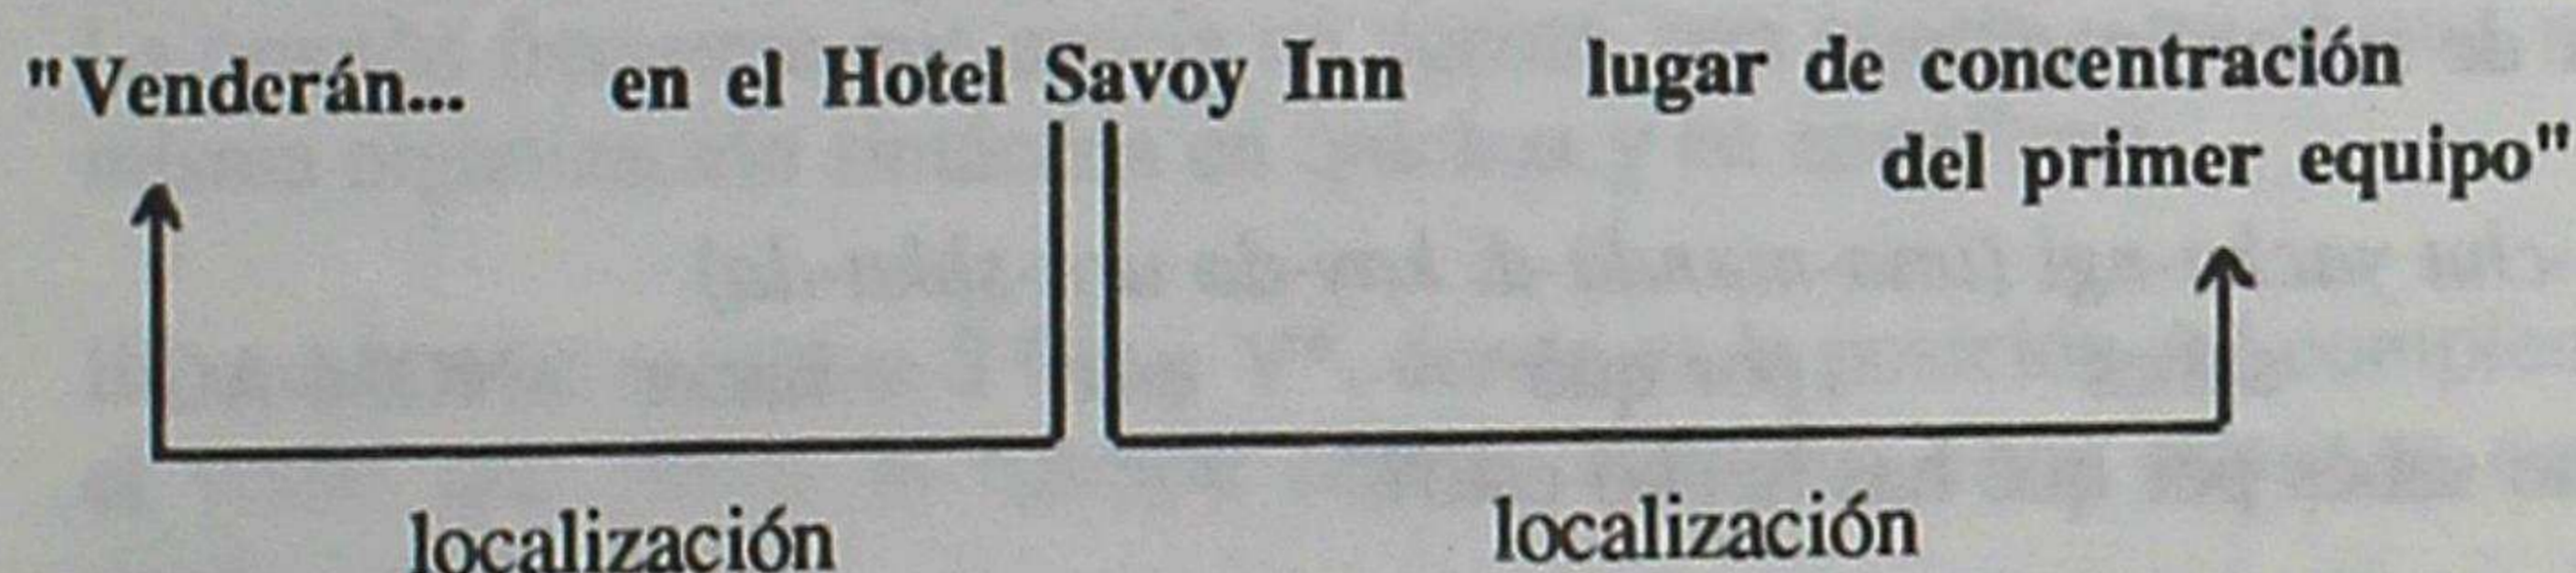 "Venderán... en el Hotel Savoy Inn lugar de concentración
del primer equipo"
localización localización